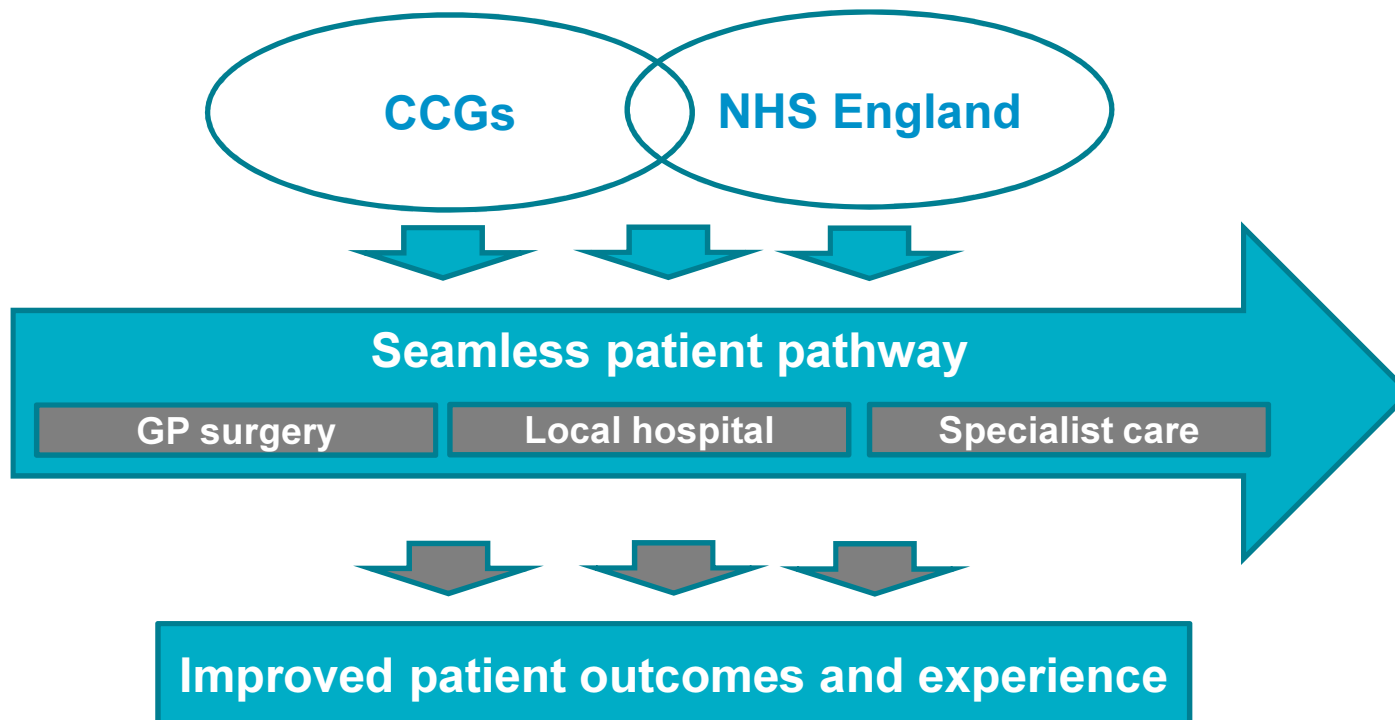 CCGs
NHS England
Seamless patient pathway
GP surgery
Local hospital
Specialist care
Improved patient outcomes and experience